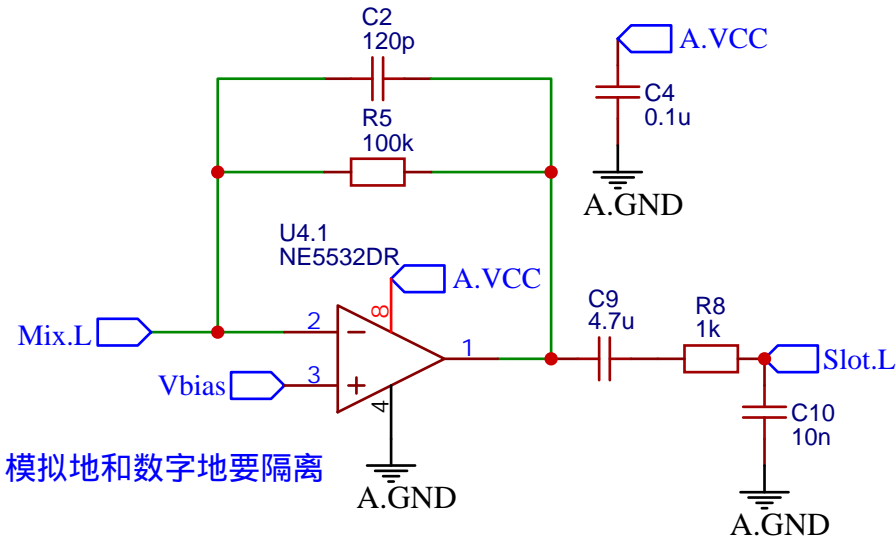 C2
120p
A.VCC
C4
0.1u
R5
100k
A.GND
U4.1
NE5532DR
A.VCC
8
C9
4.7u
R8
1k
Mix.L
2
1
Slot.L
Vbias
3
4
C10
10n
模拟地和数字地要隔离
A.GND
A.GND